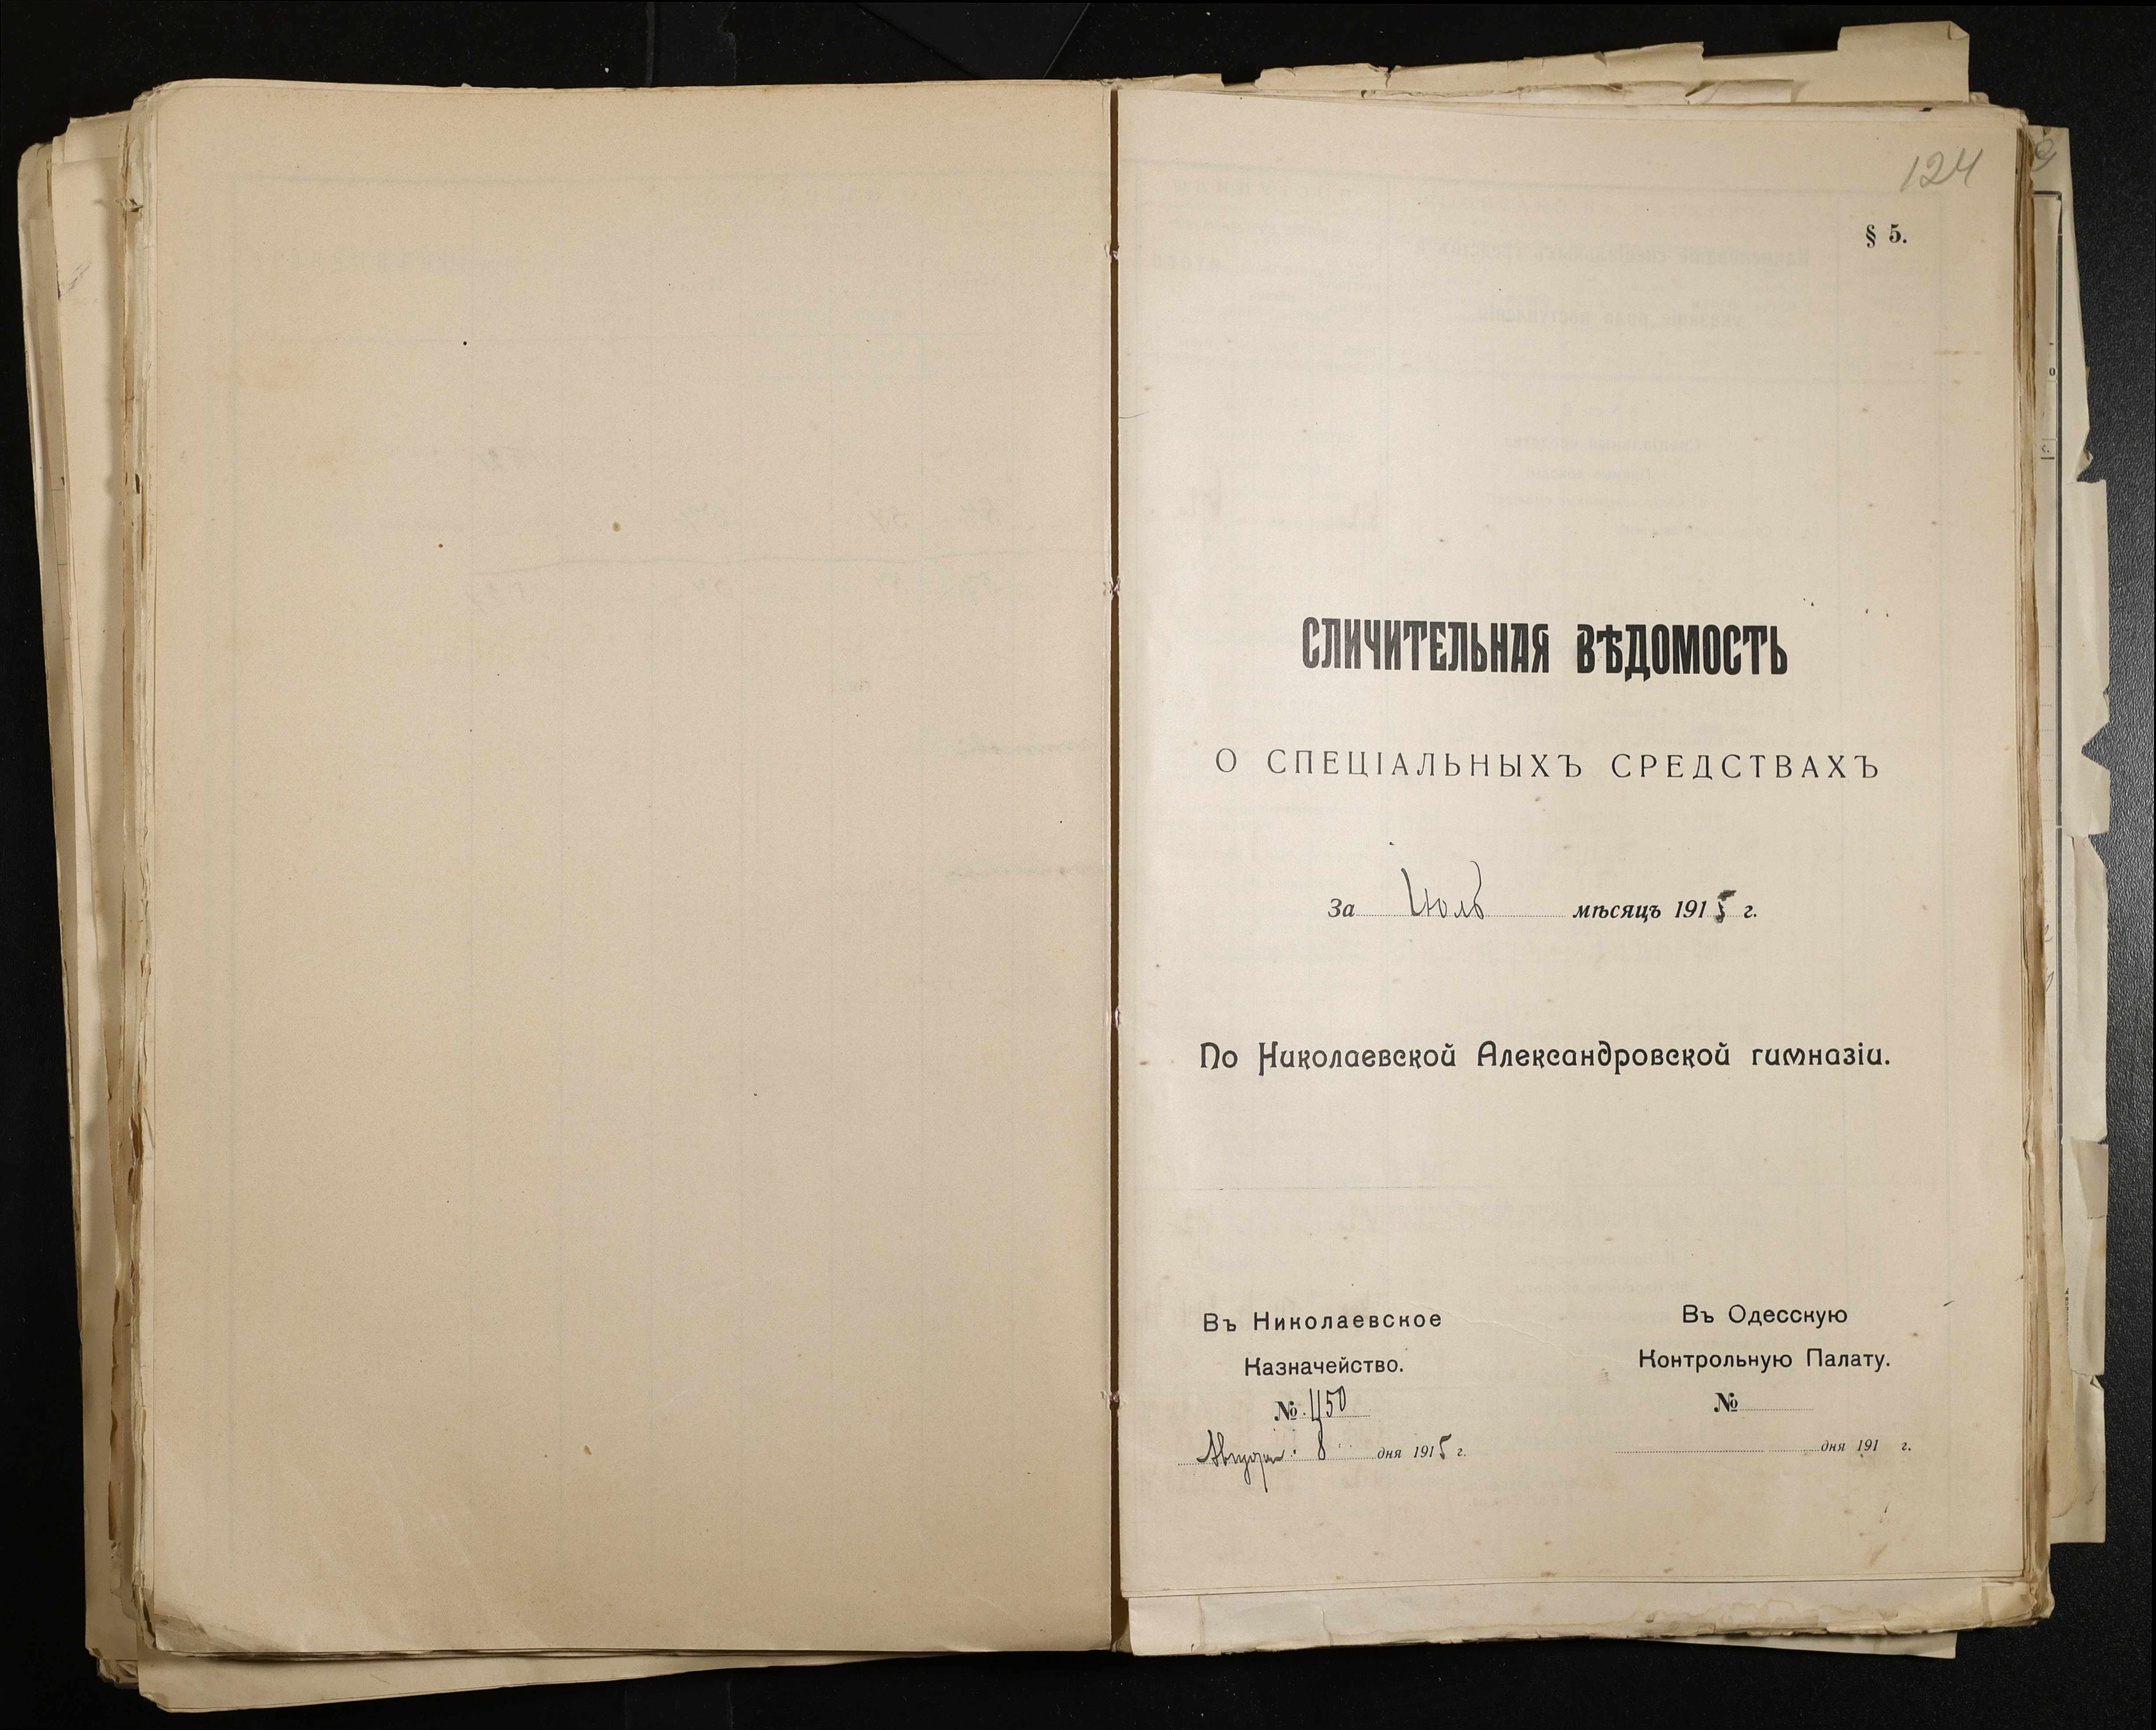 124
§ 5.
СЛИЧИТЕЛЬНАЯ ВѢДОМОСТЬ
О СПЕЦІАЛЬНЫХЪ СРЕДСТВАХЪ
За Июль мѣсяцъ 1915 г.
По Николаевской Александровской гимназіи.
Въ Николаевское
Казначейство.
№ 450
Августа 8 дня 1915 г.
Въ Одесскую
Контрольную Палату.
№
дня 191 г.